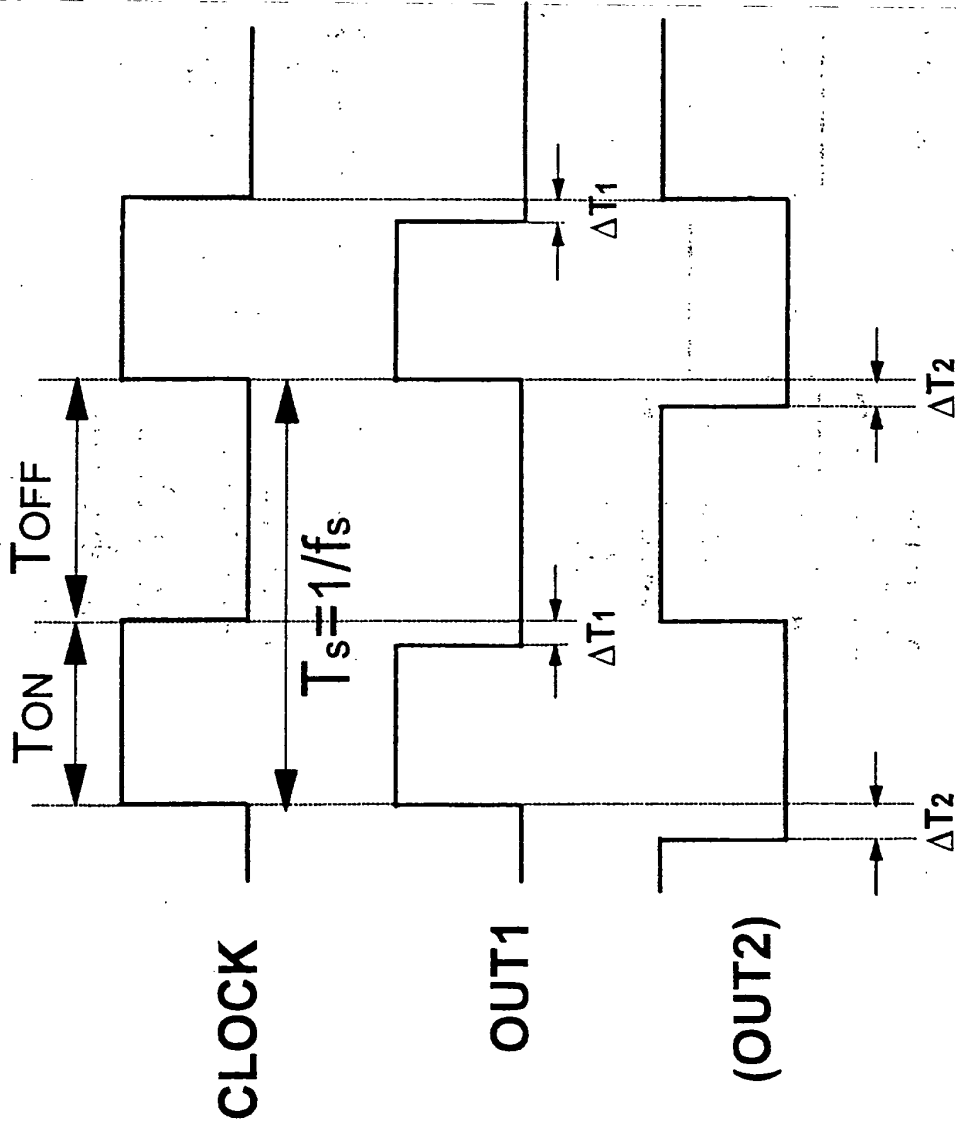 TON
TOFF
CLOCK
Ts=1/fs
OUT1
ΔT1
ΔT1
(OUT2)
ΔT2
ΔT2